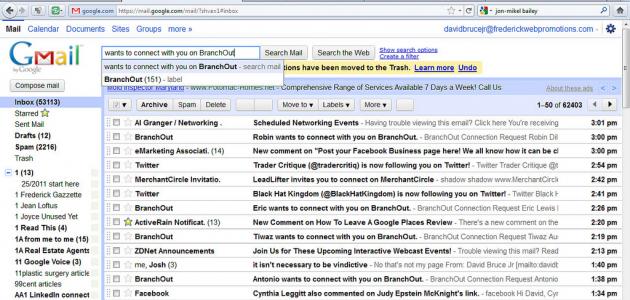 google.com https://mail.google.com/mail/?shva=1#inbox jon-mikel bailey
Mail Calendar Documents Sites Groups more ▾ davidbrucejr@frederickwebpromotions.com
Gmail
by Google
wants to connect with you on BranchOut Search Mail Search the Web Show search options
Create a filter
wants to connect with you on BranchOut - search mail
tions have been moved to the Trash. Learn more Undo
BranchOut (151) - label
Compose mail
Mold Inspector Maryland - www.Potomac-Homes.net - Comprehensive Range of Services Available 7 Days a Week! Call Us About these ads
Inbox (53113)
Starred
Sent Mail
Drafts (12)
Spam (2216)
Trash
1 (13)
25/2011 start here
1 Frederick Gazzette
1 Jean Loftus
1 Joyce Unused Yet
1 Read This (4)
1A from me to me (15)
1A Real Estate Agents
11 Google Voice (3)
11plastic surgery article
99cent articles
AA1 LinkedIn connect
Archive Spam Delete Move to ▾ Labels ▾ More ▾ 1–50 of 62403
Al Granger / Networking . Scheduled Networking Events - Having trouble viewing this email? Click here You're receiving 3:01 pm
BranchOut Robin wants to connect with you on BranchOut. - BranchOut Connection Request Robin Dil 3:00 pm
eMarketing Associati. (14) New comment on "Post your Facebook Business page here! We all know how it can be ch 3:00 pm
Twitter Trader Critique (@tradercritiq) is now following you on Twitter! - Twitter Trader Critique 2:59 pm
MerchantCircle Invitatio. LeadLifter invites you to connect on MerchantCircle - shadow shadow www.MerchantCircle 2:44 pm
Twitter Black Hat Kingdom (@BlackHatKingdom) is now following you on Twitter! - Twitter Bla 2:43 pm
BranchOut Eric wants to connect with you on BranchOut. - BranchOut Connection Request Eric Lewis 2:26 pm
ActiveRain Notificat. (13) New Comment on How To Leave A Google Places Review - There's a new comment on the 2:20 pm
BranchOut Tiwaz wants to connect with you on BranchOut. - BranchOut Connection Request Tiwaz Aur 2:19 pm
ZDNet Announcements Join Us for These Upcoming Interactive Webcast Events! - Trouble viewing this email? Read 2:14 pm
me, Josh (3) it isn't necessary to be vindictive - No that's not my page From: David Bruce Jr [mailto:davidb 1:40 pm
BranchOut Antonio wants to connect with you on BranchOut. - BranchOut Connection Request Antonio 1:38 pm
Facebook Cynthia Leggitt also commented on Judy Epstein McKnight's link. - facebook 1:34 pm